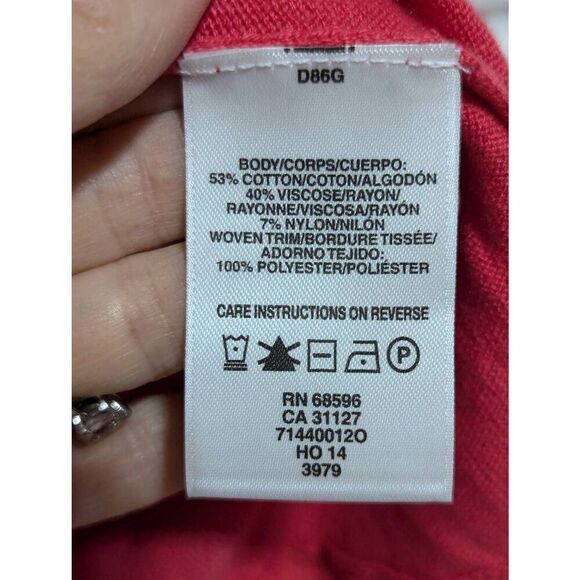 D86G
BODY/CORPS/CUERPO:
53% COTTON/COTON/ALGODÓN
40% VISCOSE/RAYON/
RAYONNE/VISCOSA/RAYÓN
7% NYLON/NILÓN
WOVEN TRIM/BORDURE TISSÉE/
ADORNO TEJIDO:
100% POLYESTER/POLIÉSTER
CARE INSTRUCTIONS ON REVERSE
P
RN 68596
CA 31127
71440012O
HO 14
3979